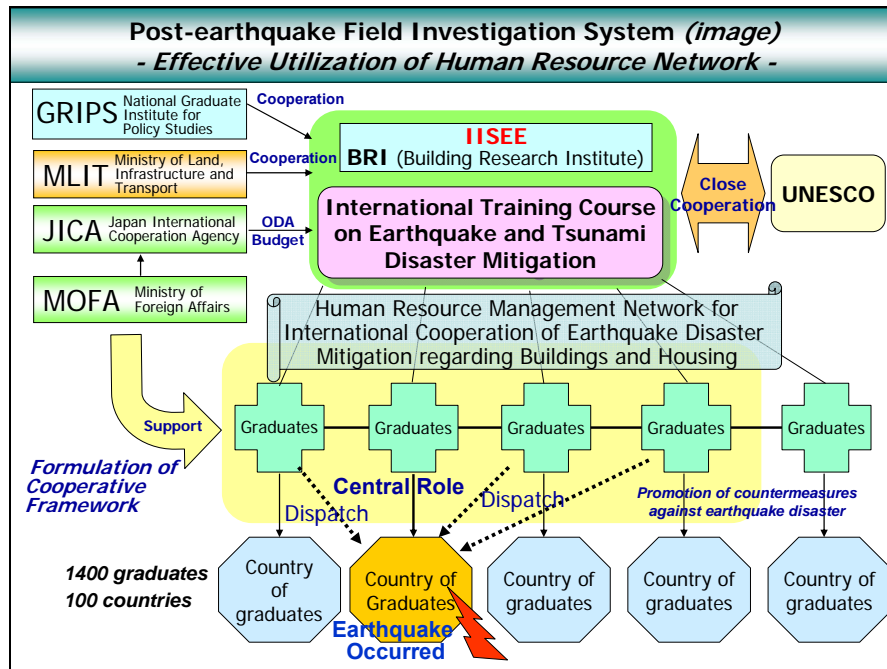 Post-earthquake Field Investigation System (image)
- Effective Utilization of Human Resource Network -
GRIPS
National Graduate
Institute for
Policy Studies
Cooperation
MLIT
Ministry of Land,
Infrastructure and
Transport
Cooperation
JICA
Japan International
Cooperation Agency
ODA
Budget
MOFA
Ministry of
Foreign Affairs
IISEE
BRI (Building Research Institute)
International Training Course
on Earthquake and Tsunami
Disaster Mitigation
Close
Cooperation
UNESCO
Human Resource Management Network for
International Cooperation of Earthquake Disaster
Mitigation regarding Buildings and Housing
Support
Graduates
Graduates
Graduates
Graduates
Graduates
Formulation of
Cooperative
Framework
Central Role
Dispatch
Dispatch
Promotion of countermeasures
against earthquake disaster
1400 graduates
100 countries
Country
of
graduates
Country of
Graduates
Earthquake
Occurred
Country of
graduates
Country of
graduates
Country of
graduates